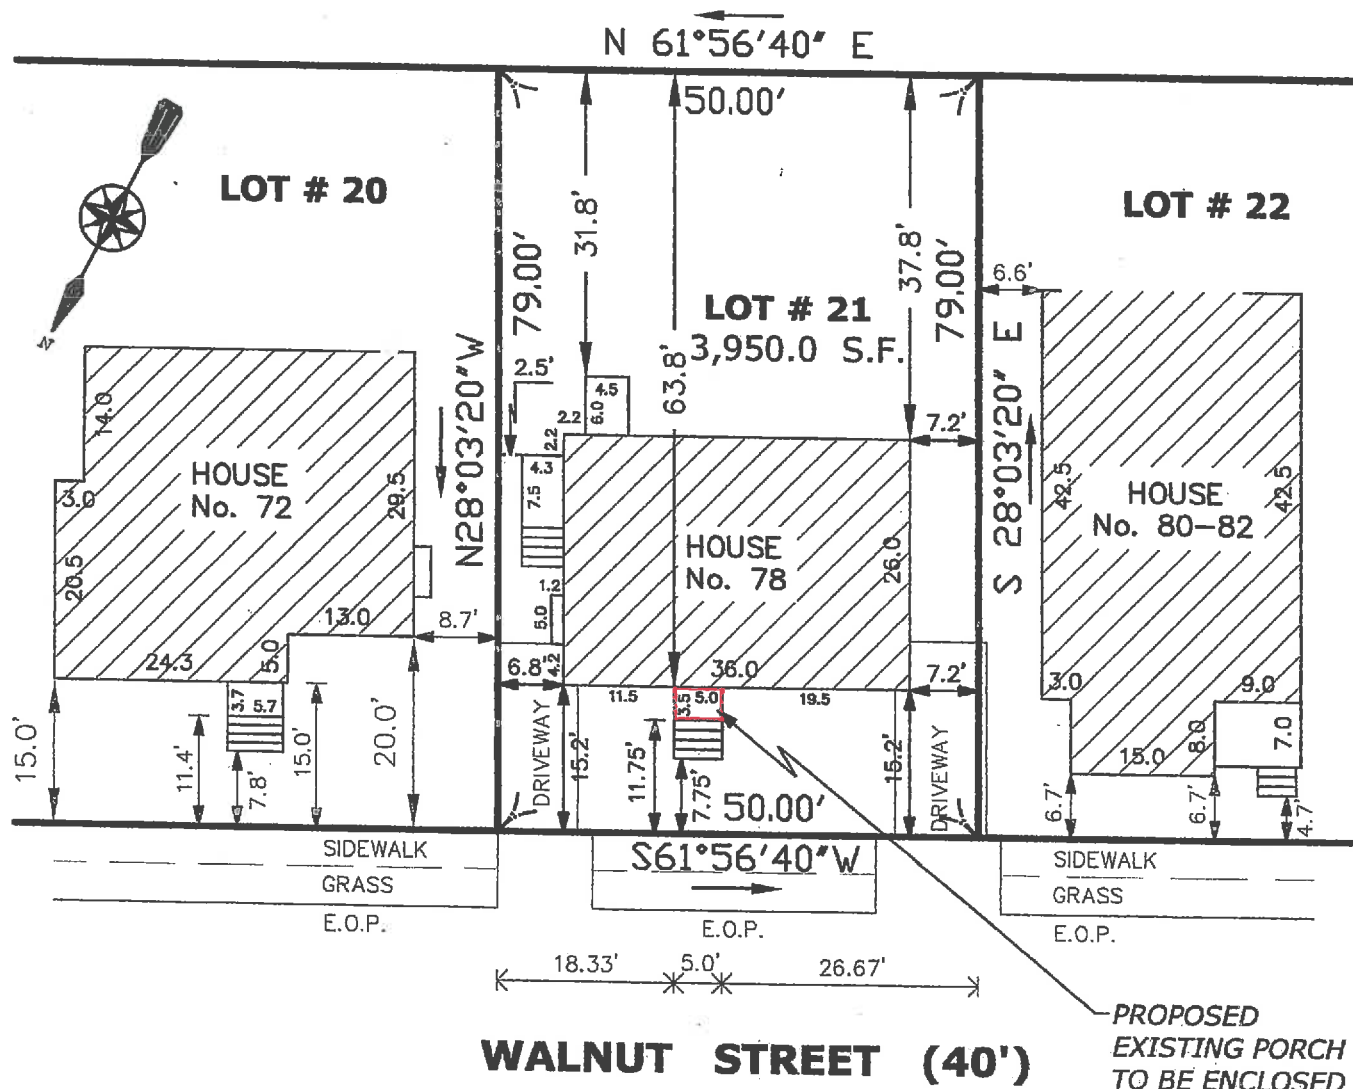 N 61°56'40" E
50.00'
LOT # 20
LOT # 22
31.8'
37.8'
79.00'
79.00'
6.6'
N
LOT # 21
3,950.0 S.F.
63.8'
2.5'
4.5
6.0
2.2
2.2
7.2'
N28°03'20"W
S 28°03'20" E
14.0
HOUSE
No. 72
3.0
29.5
20.5
13.0
24.3
5.0
8.7'
4.3
7.5
HOUSE
No. 78
26.0
1.2
5.0
4.2
6.8'
36.0
7.2'
42.5
HOUSE
No. 80-82
42.5
3.0
9.0
8.0
7.0
15.0
3.7
5.7
11.5
3.5
5.0
19.5
15.0'
11.4'
7.8'
15.0'
20.0'
DRIVEWAY
15.2'
11.75'
7.75'
50.00'
15.2'
DRIVEWAY
6.7'
6.7'
4.7'
SIDEWALK
GRASS
E.O.P.
S61°56'40"W
E.O.P.
SIDEWALK
GRASS
E.O.P.
18.33'
5.0'
26.67'
WALNUT STREET (40')
PROPOSED
EXISTING PORCH
TO BE ENCLOSED